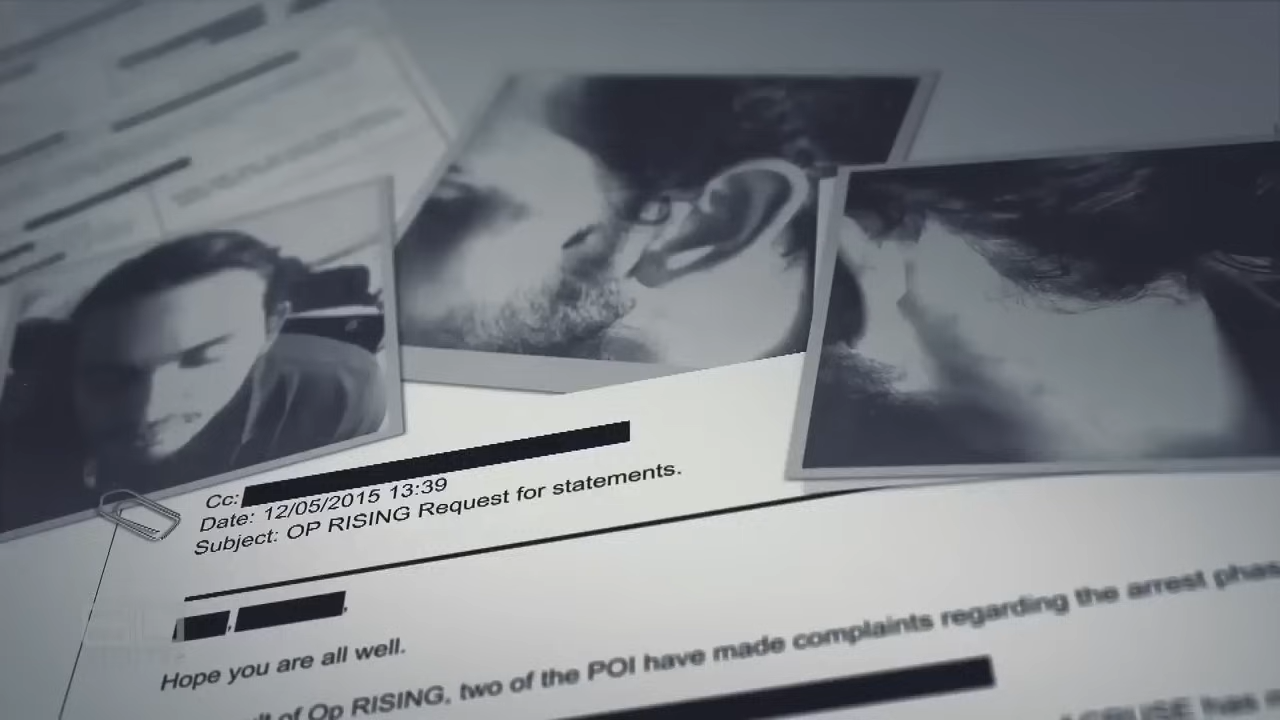 Cc:
Date: 12/05/2015 13:39
Subject: OP RISING Request for statements.
Hope you are all well.
of Op RISING, two of the POI have made complaints regarding the arrest
has